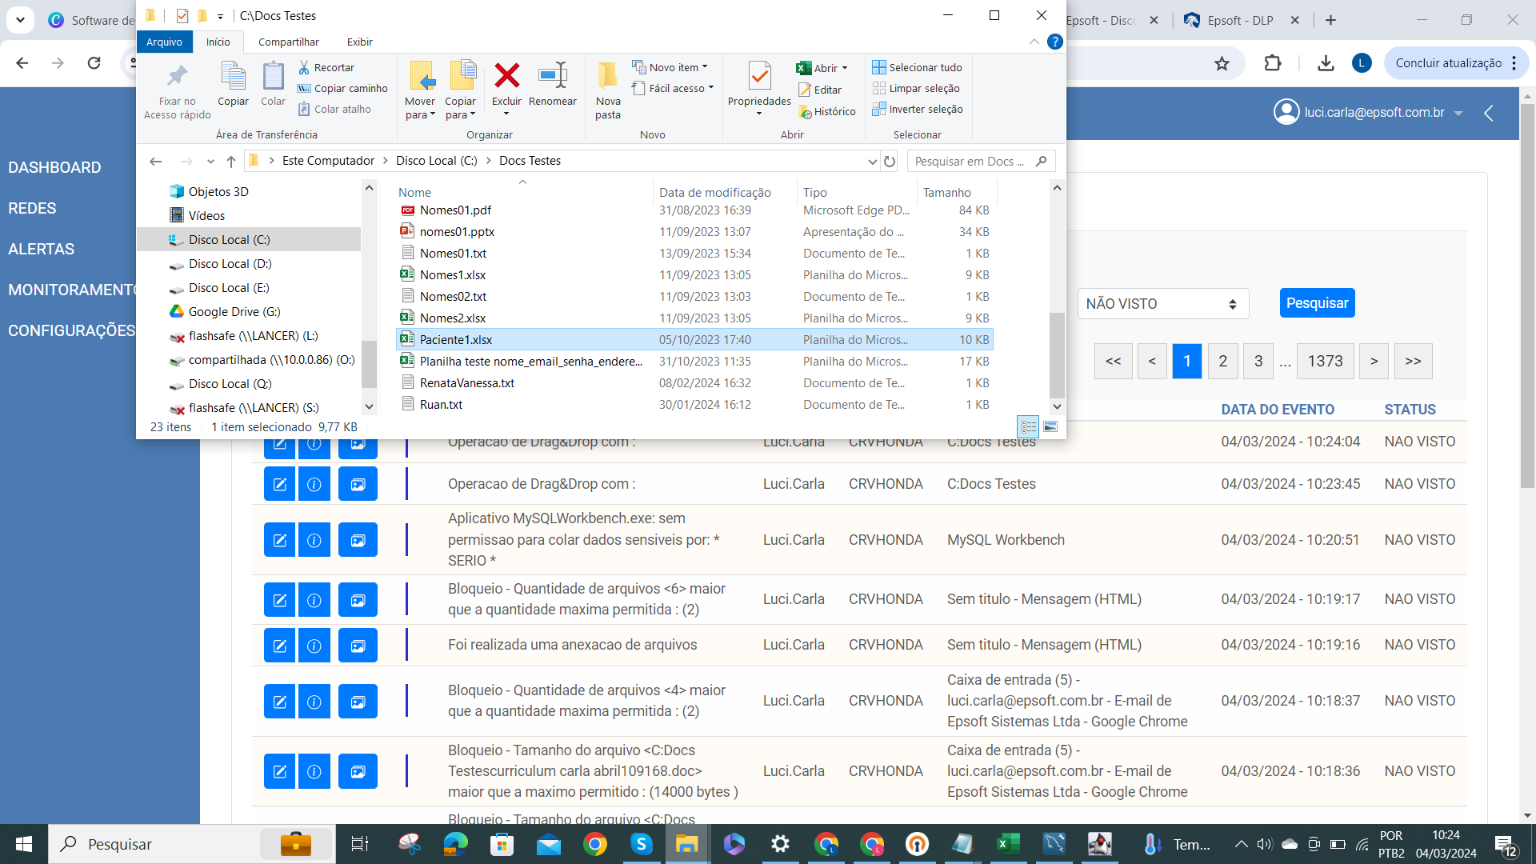 Software de
C:\Docs Testes
Epsoft - Disc
Epsoft - DLP
Arquivo
Início
Compartilhar
Exibir
Fixar no
Acesso rápido
Copiar
Colar
Recortar
Copiar caminho
Colar atalho
Área de Transferência
Mover
para
Copiar
para
Excluir
Renomear
Organizar
Nova
pasta
Novo item
Fácil acesso
Novo
Propriedades
Abrir
Editar
Histórico
Abrir
Selecionar tudo
Limpar seleção
Inverter seleção
Selecionar
L
Concluir atualização
luci.carla@epsoft.com.br
Este Computador > Disco Local (C:) > Docs Testes
Pesquisar em Docs ...
DASHBOARD
REDES
ALERTAS
MONITORAMENTO
CONFIGURAÇÕES
Objetos 3D
Vídeos
Disco Local (C:)
Disco Local (D:)
Disco Local (E:)
Google Drive (G:)
flashsafe (\\LANCER) (L:)
compartilhada (\\10.0.0.86) (O:)
Disco Local (Q:)
flashsafe (\\LANCER) (S:)
Nome Data de modificação Tipo Tamanho
Nomes01.pdf 31/08/2023 16:39 Microsoft Edge PD... 84 KB
nomes01.pptx 11/09/2023 13:07 Apresentação do ... 34 KB
Nomes01.txt 13/09/2023 15:34 Documento de Te... 1 KB
Nomes1.xlsx 11/09/2023 13:05 Planilha do Micros... 9 KB
Nomes02.txt 11/09/2023 13:03 Documento de Te... 1 KB
Nomes2.xlsx 11/09/2023 13:05 Planilha do Micros... 9 KB
Paciente1.xlsx 05/10/2023 17:40 Planilha do Micros... 10 KB
Planilha teste nome_email_senha_endere... 31/10/2023 11:35 Planilha do Micros... 17 KB
RenataVanessa.txt 08/02/2024 16:32 Documento de Te... 1 KB
Ruan.txt 30/01/2024 16:12 Documento de Te... 1 KB
23 itens 1 item selecionado 9,77 KB
NÃO VISTO
Pesquisar
<< < 1 2 3 ... 1373 > >>
DATA DO EVENTO STATUS
Operacao de Drag&Drop com : Luci.Carla CRVHONDA C:Docs Testes 04/03/2024 - 10:24:04 NAO VISTO
Operacao de Drag&Drop com : Luci.Carla CRVHONDA C:Docs Testes 04/03/2024 - 10:23:45 NAO VISTO
Aplicativo MySQLWorkbench.exe: sem
permissao para colar dados sensiveis por: * Luci.Carla CRVHONDA MySQL Workbench 04/03/2024 - 10:20:51 NAO VISTO
SERIO *
Bloqueio - Quantidade de arquivos <6> maior
que a quantidade maxima permitida : (2) Luci.Carla CRVHONDA Sem titulo - Mensagem (HTML) 04/03/2024 - 10:19:17 NAO VISTO
Foi realizada uma anexacao de arquivos Luci.Carla CRVHONDA Sem titulo - Mensagem (HTML) 04/03/2024 - 10:19:16 NAO VISTO
Bloqueio - Quantidade de arquivos <4> maior
que a quantidade maxima permitida : (2) Luci.Carla CRVHONDA
Caixa de entrada (5) -
luci.carla@epsoft.com.br - E-mail de
Epsoft Sistemas Ltda - Google Chrome
04/03/2024 - 10:18:37 NAO VISTO
Bloqueio - Tamanho do arquivo <C:Docs
Testescurriculum carla abril109168.doc>
maior que a maximo permitido : (14000 bytes )
Luci.Carla CRVHONDA
Caixa de entrada (5) -
luci.carla@epsoft.com.br - E-mail de
Epsoft Sistemas Ltda - Google Chrome
04/03/2024 - 10:18:36 NAO VISTO
Bloqueio - Tamanho do arquivo <C:Docs
Pesquisar
Tem...
POR
PTB2
10:24
04/03/2024
12